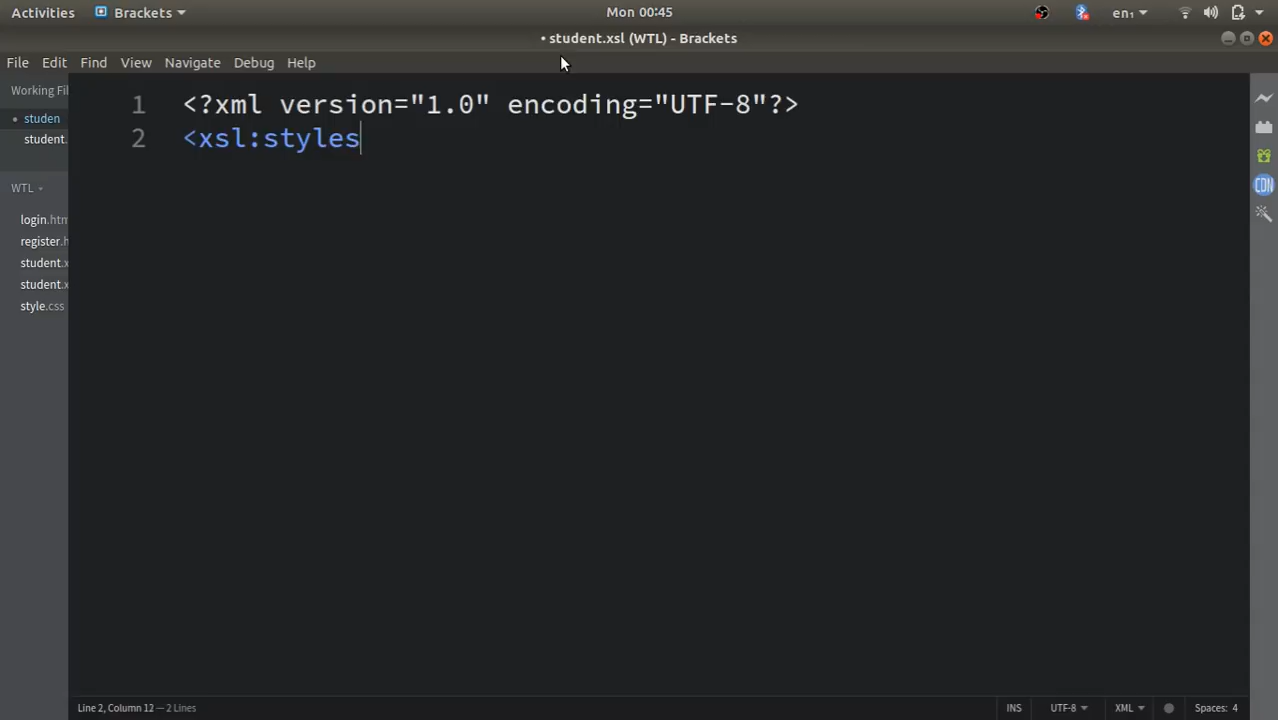 Activities Brackets Mon 00:45 en₁
• student.xsl (WTL) - Brackets
File Edit Find View Navigate Debug Help
Working Fil
• studen
student.
WTL
login.htm
register.h
student.x
student.x
style.css
1 <?xml version="1.0" encoding="UTF-8"?>
2 <xsl:styles
CDN
Line 2, Column 12 — 2 Lines INS UTF-8 XML Spaces: 4